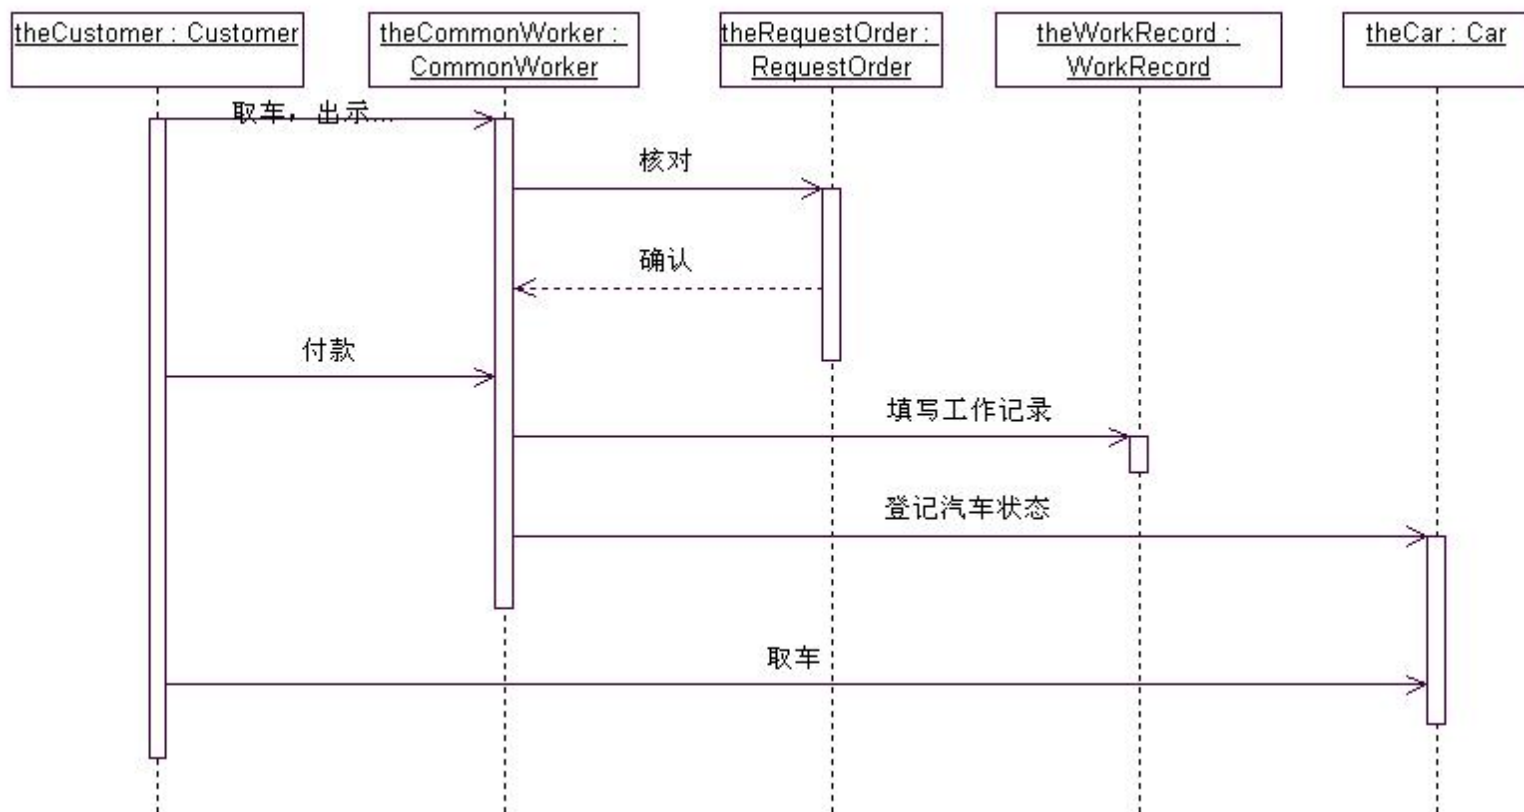 theCustomer : Customer
theCommonWorker :
CommonWorker
theRequestOrder :
RequestOrder
theWorkRecord :
WorkRecord
theCar : Car
取车，出示...
核对
确认
付款
填写工作记录
登记汽车状态
取车